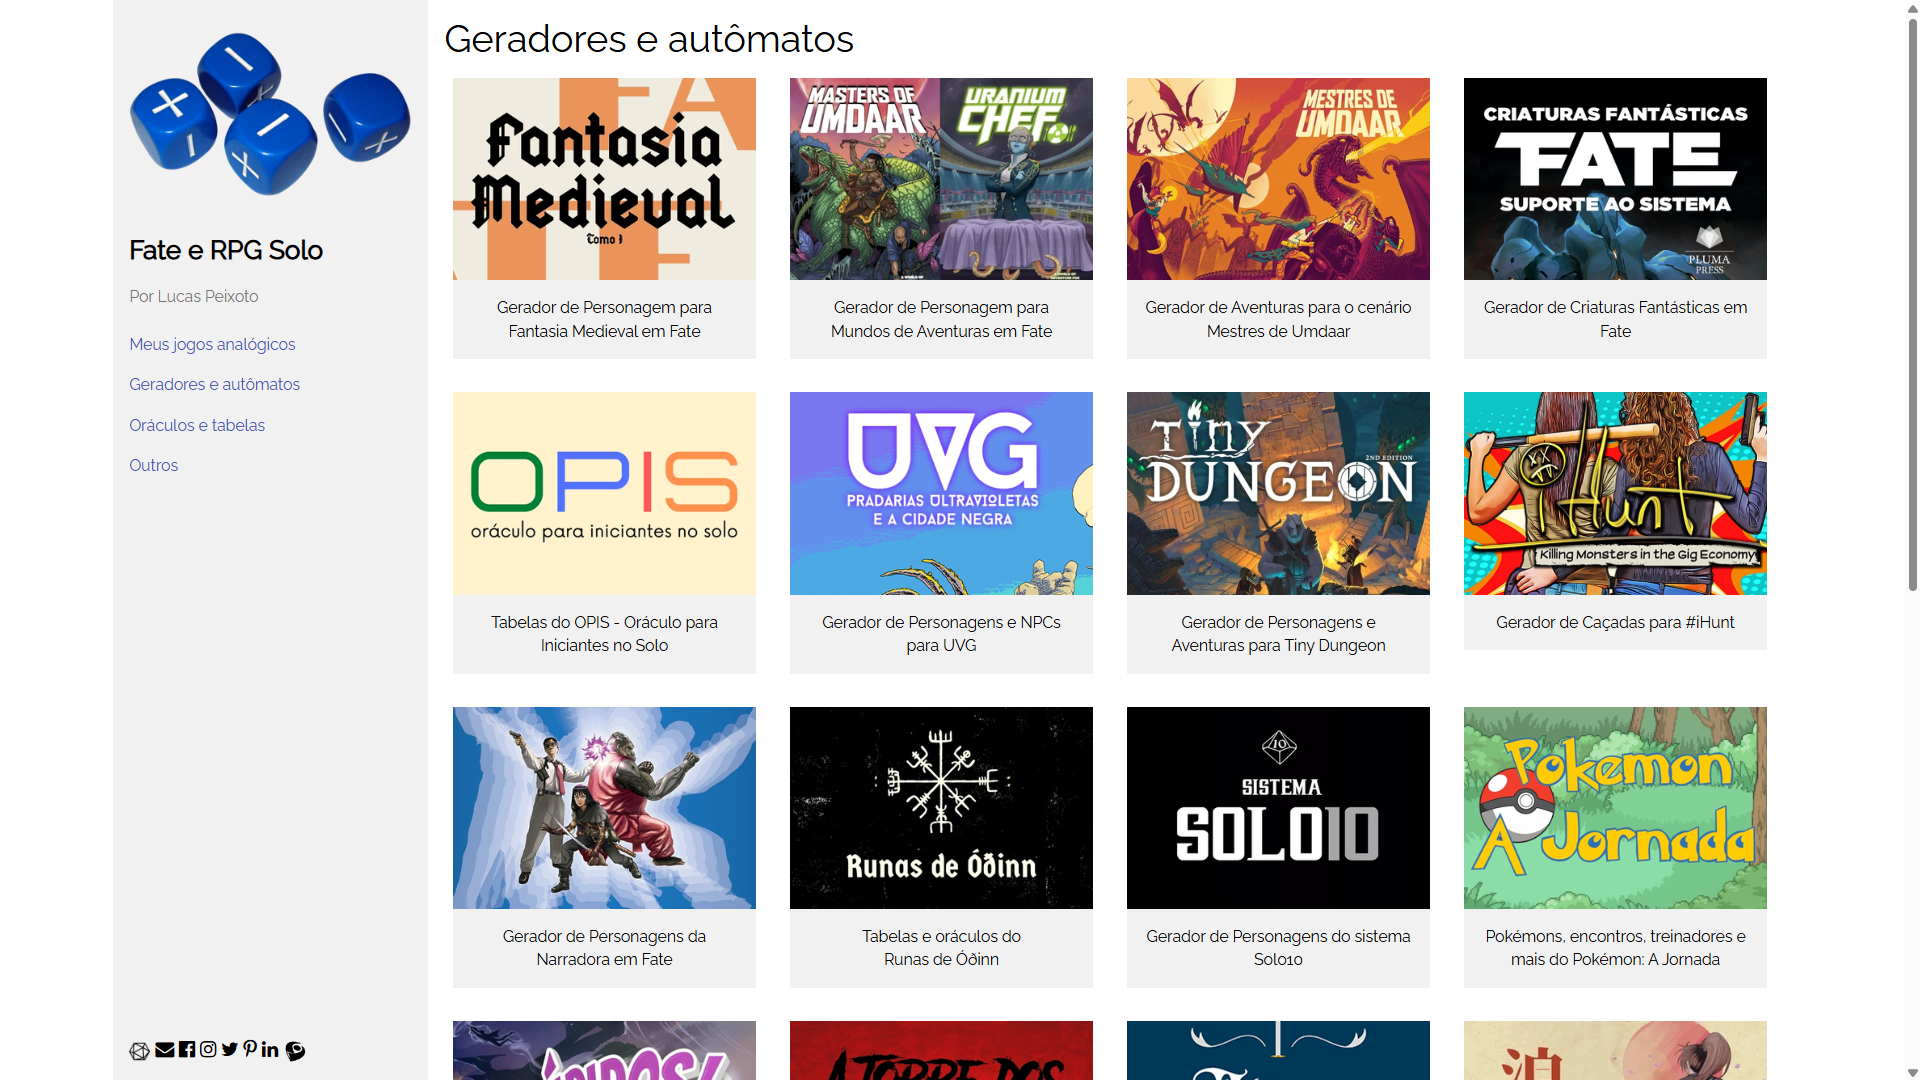 Fate e RPG Solo
Por Lucas Peixoto
Meus jogos analógicos
Geradores e autômatos
Oráculos e tabelas
Outros
Geradores e autômatos
Fantasia
Medieval
Tomo I
Gerador de Personagem para
Fantasia Medieval em Fate
MASTERS OF
UMDAAR
URANIUM
CHEF
Gerador de Personagem para
Mundos de Aventuras em Fate
MESTRES DE
UMDAAR
Gerador de Aventuras para o cenário
Mestres de Umdaar
CRIATURAS FANTÁSTICAS
FATE
SUPORTE AO SISTEMA
PLUMA
PRESS
Gerador de Criaturas Fantásticas em
Fate
OPIS
oráculo para iniciantes no solo
Tabelas do OPIS - Oráculo para
Iniciantes no Solo
UVG
PRADARIAS ULTRAVIOLETAS
E A CIDADE NEGRA
Gerador de Personagens e NPCs
para UVG
Tiny
DUNGEON
2ND EDITION
Gerador de Personagens e
Aventuras para Tiny Dungeon
#iHunt
Killing Monsters in the Gig Economy
Gerador de Caçadas para #iHunt
Gerador de Personagens da
Narradora em Fate
Runas de Óðinn
Tabelas e oráculos do
Runas de Óðinn
10
SISTEMA
SOLO10
Gerador de Personagens do sistema
Solo10
Pokemon
A Jornada
Pokémons, encontros, treinadores e
mais do Pokémon: A Jornada
A TORRE DOS
泊